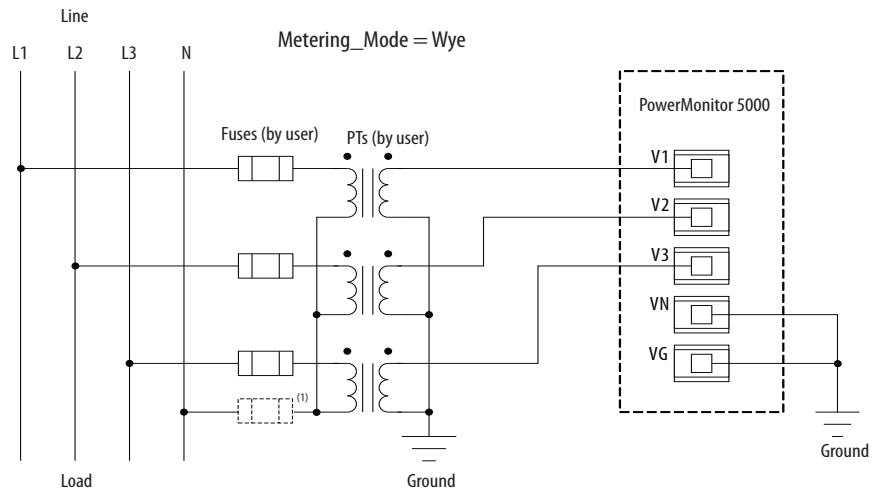 Line
L1 L2 L3 N
Metering_Mode = Wye
PowerMonitor 5000
Fuses (by user)
PTs (by user)
V1
V2
V3
VN
VG
(1)
Load
Ground
Ground